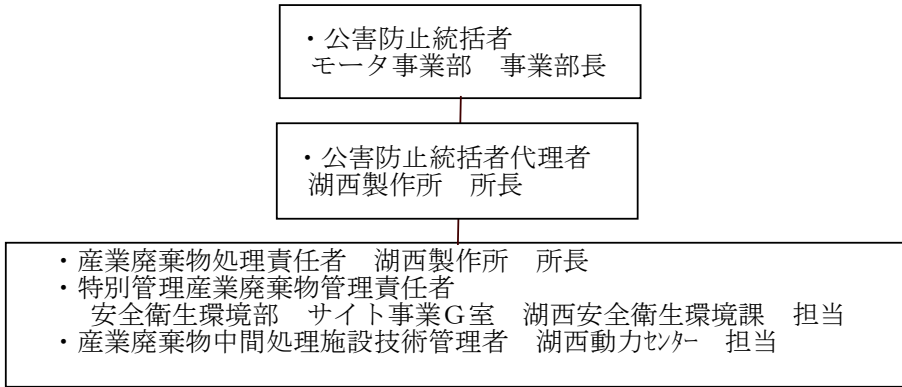 ・公害防止統括者
モータ事業部　事業部長
・公害防止統括者代理者
湖西製作所　所長
・産業廃棄物処理責任者　湖西製作所　所長
・特別管理産業廃棄物管理責任者
安全衛生環境部　サイト事業Ｇ室　湖西安全衛生環境課　担当
・産業廃棄物中間処理施設技術管理者　湖西動力ｾﾝﾀｰ　担当